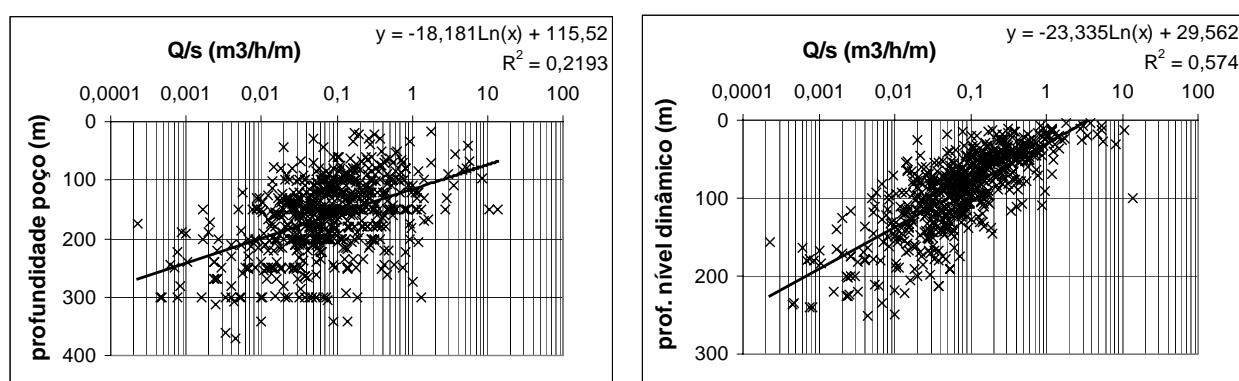 y = -18,181Ln(x) + 115,52
R² = 0,2193
Q/s (m3/h/m)
0,0001 0,001 0,01 0,1 1 10 100
0
100
200
300
400
profundidade poço (m)
y = -23,335Ln(x) + 29,562
R² = 0,574
Q/s (m3/h/m)
0,0001 0,001 0,01 0,1 1 10 100
0
100
200
300
prof. nível dinâmico (m)